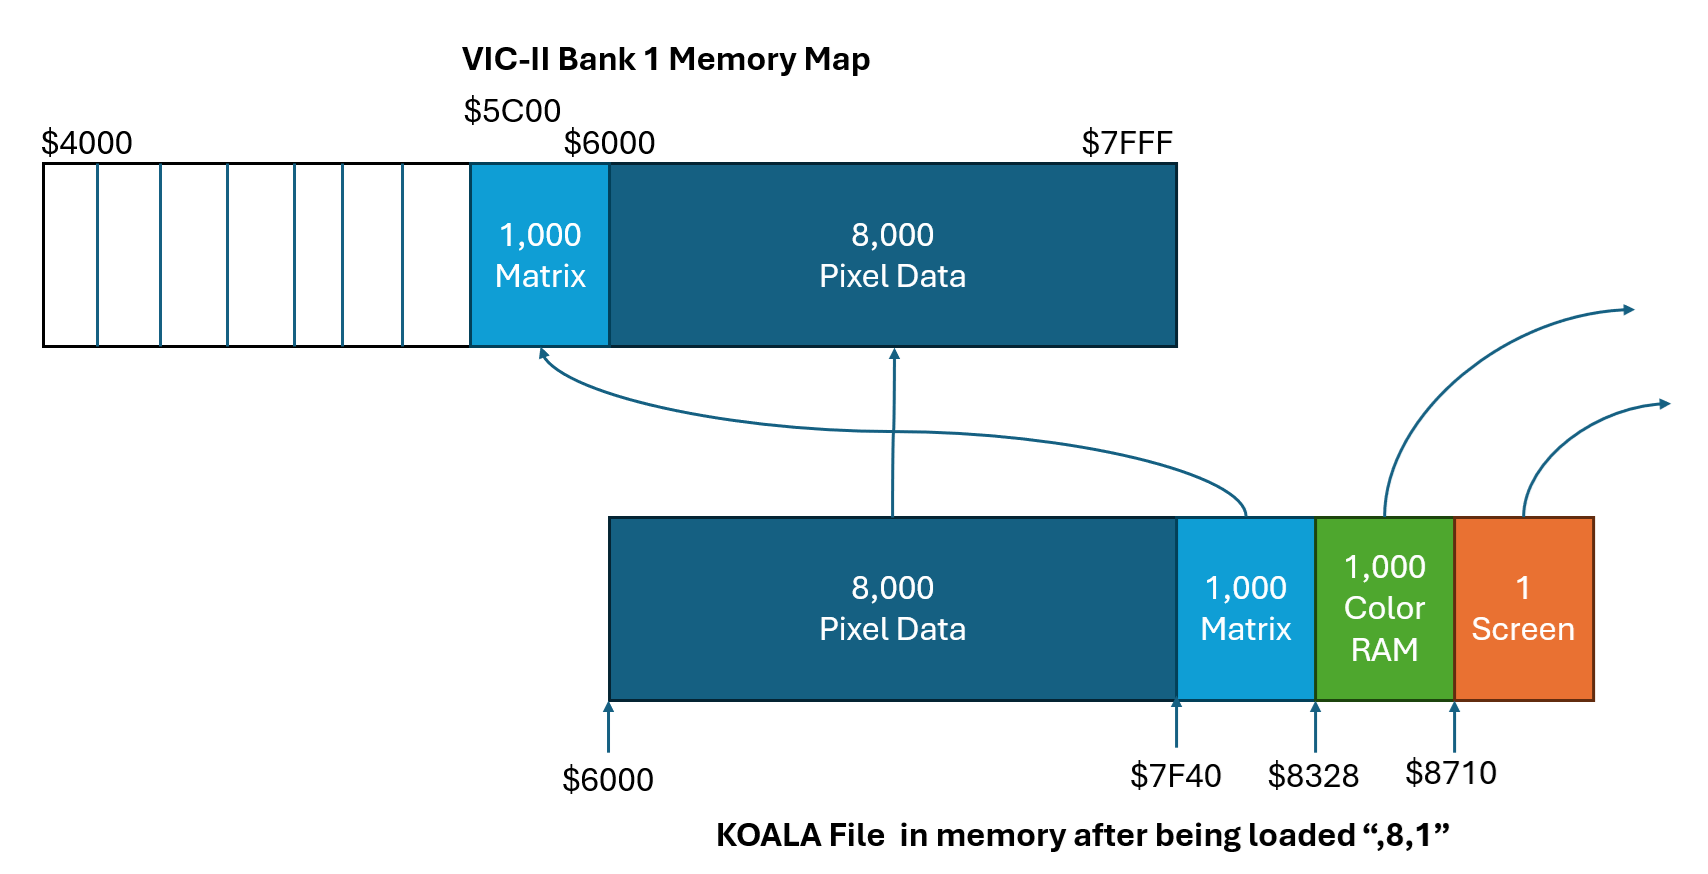 VIC-II Bank 1 Memory Map
$5C00
$4000
$6000
$7FFF
1,000
Matrix
8,000
Pixel Data
8,000
Pixel Data
1,000
Matrix
1,000
Color
RAM
1
Screen
$6000
$7F40
$8328
$8710
KOALA File  in memory after being loaded “,8,1”